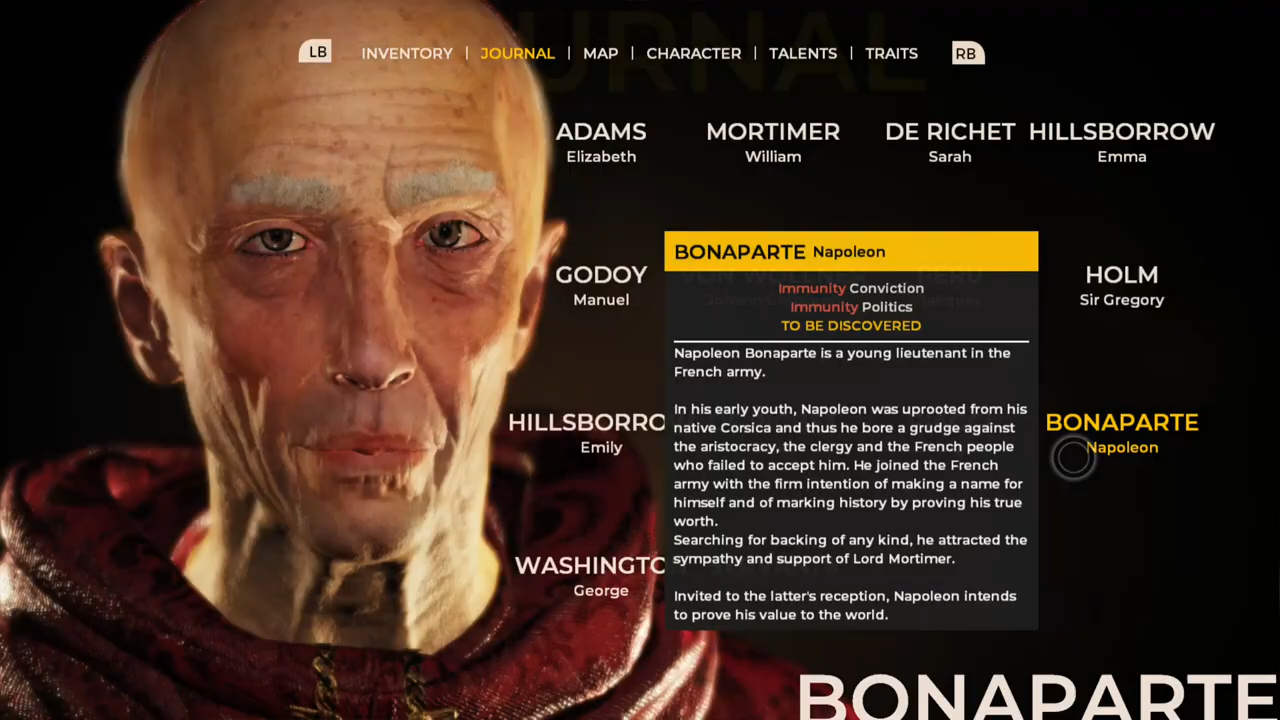 JOURNAL
LB INVENTORY | JOURNAL | MAP | CHARACTER | TALENTS | TRAITS RB
ADAMS MORTIMER DE RICHET HILLSBORROW
Elizabeth William Sarah Emma
GODOY HOLM
Manuel Sir Gregory
BONAPARTE Napoleon
Immunity Conviction
Immunity Politics
TO BE DISCOVERED
Napoleon Bonaparte is a young lieutenant in the
French army.
In his early youth, Napoleon was uprooted from his
native Corsica and thus he bore a grudge against
the aristocracy, the clergy and the French people
who failed to accept him. He joined the French
army with the firm intention of making a name for
himself and of marking history by proving his true
worth.
Searching for backing of any kind, he attracted the
sympathy and support of Lord Mortimer.
Invited to the latter's reception, Napoleon intends
to prove his value to the world.
HILLSBORRO BONAPARTE
Emily Napoleon
WASHINGTO
George
BONAPARTE